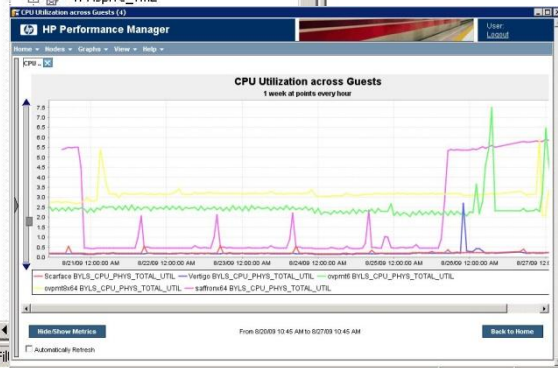 CPU Utilization across Guests (4)
HP Performance Manager
User:
Logout
Home Nodes Graphs View Help
CPU ..
CPU Utilization across Guests
1 week at points every hour
7.5
7.0
6.5
6.0
5.5
5.0
4.5
4.0
3.5
3.0
2.5
2.0
1.5
1.0
0.5
0.0
8/21/09 12:00:00 AM 8/22/09 12:00:00 AM 8/23/09 12:00:00 AM 8/24/09 12:00:00 AM 8/25/09 12:00:00 AM 8/26/09 12:00:00 AM 8/27/09 12:
Scarface BYLS_CPU_PHYS_TOTAL_UTIL Vertigo BYLS_CPU_PHYS_TOTAL_UTIL ovpmt6 BYLS_CPU_PHYS_TOTAL_UTIL
ovpmt8x64 BYLS_CPU_PHYS_TOTAL_UTIL saffronx64 BYLS_CPU_PHYS_TOTAL_UTIL
Hide/Show Metrics From 8/20/09 10:45 AM to 8/27/09 10:45 AM Back to Home
Automatically Refresh